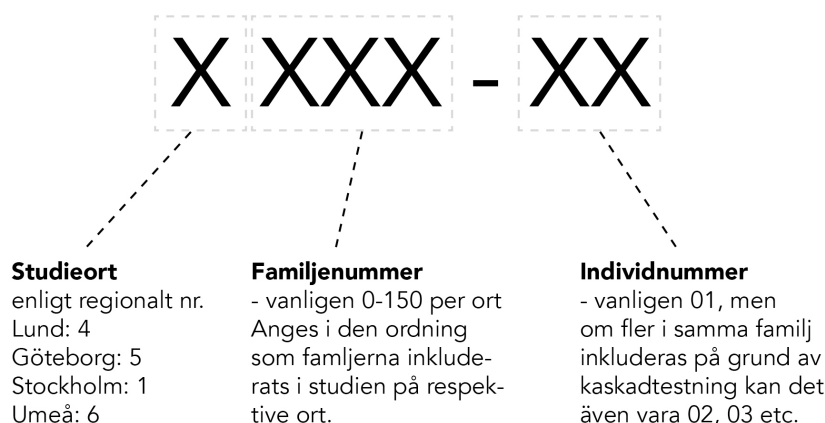 X XXX - XX
Studieort
enligt regionalt nr.
Lund: 4
Göteborg: 5
Stockholm: 1
Umeå: 6
Familjenummer
- vanligen 0-150 per ort
Anges i den ordning
som famljerna inklude-
rats i studien på respek-
tive ort.
Individnummer
- vanligen 01, men
om fler i samma familj
inkluderas på grund av
kaskadtestning kan det
även vara 02, 03 etc.